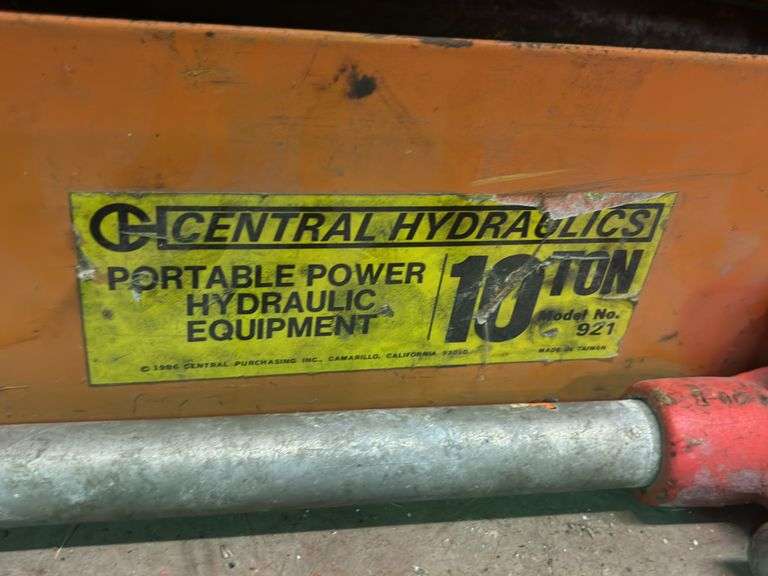 CH CENTRAL HYDRAULICS
PORTABLE POWER
HYDRAULIC
EQUIPMENT
10 TON
Model No.
921
© 1986 CENTRAL PURCHASING INC., CAMARILLO, CALIFORNIA 93010
MADE IN TAIWAN